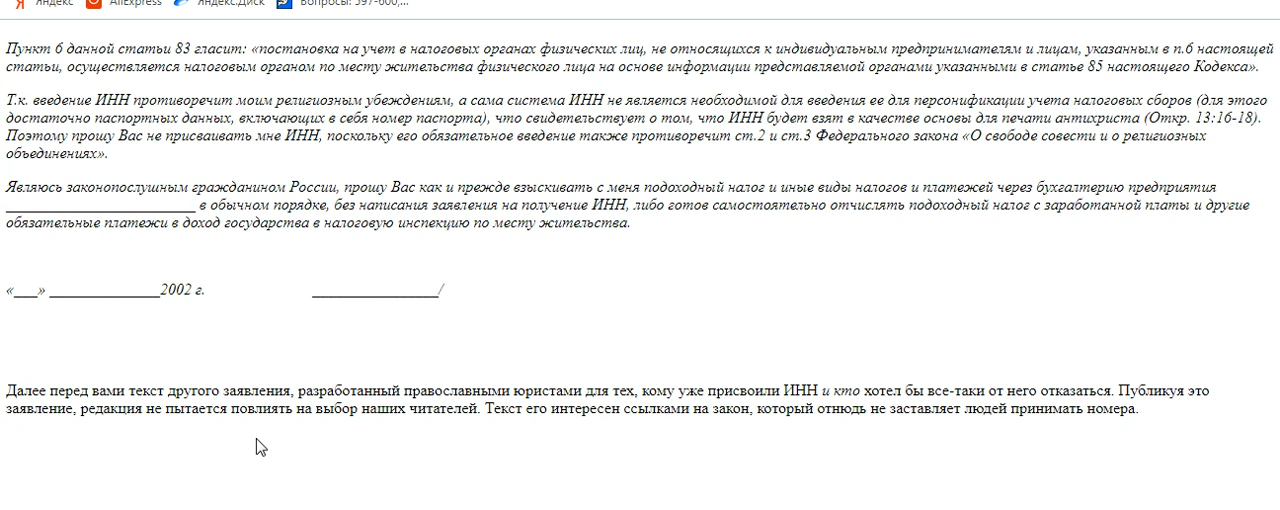 Яндекс AliExpress Яндекс.Диск Вопросы: 597-600,...
Пункт 6 данной статьи 83 гласит: «постановка на учет в налоговых органах физических лиц, не относящихся к индивидуальным предпринимателям и лицам, указанным в п.6 настоящей
статьи, осуществляется налоговым органом по месту жительства физического лица на основе информации представляемой органами указанными в статье 85 настоящего Кодекса».
Т.к. введение ИНН противоречит моим религиозным убеждениям, а сама система ИНН не является необходимой для введения ее для персонификации учета налоговых сборов (для этого
достаточно паспортных данных, включающих в себя номер паспорта), что свидетельствует о том, что ИНН будет взят в качестве основы для печати антихриста (Откр. 13:16-18).
Поэтому прошу Вас не присваивать мне ИНН, поскольку его обязательное введение также противоречит ст.2 и ст.3 Федерального закона «О свободе совести и о религиозных
объединениях».
Являюсь законопослушным гражданином России, прошу Вас как и прежде взыскивать с меня подоходный налог и иные виды налогов и платежей через бухгалтерию предприятия
________________________ в обычном порядке, без написания заявления на получение ИНН, либо готов самостоятельно отчислять подоходный налог с заработанной платы и другие
обязательные платежи в доход государства в налоговую инспекцию по месту жительства.
«___» ______________2002 г. ________________/
Далее перед вами текст другого заявления, разработанный православными юристами для тех, кому уже присвоили ИНН и кто хотел бы все-таки от него отказаться. Публикуя это
заявление, редакция не пытается повлиять на выбор наших читателей. Текст его интересен ссылками на закон, который отнюдь не заставляет людей принимать номера.